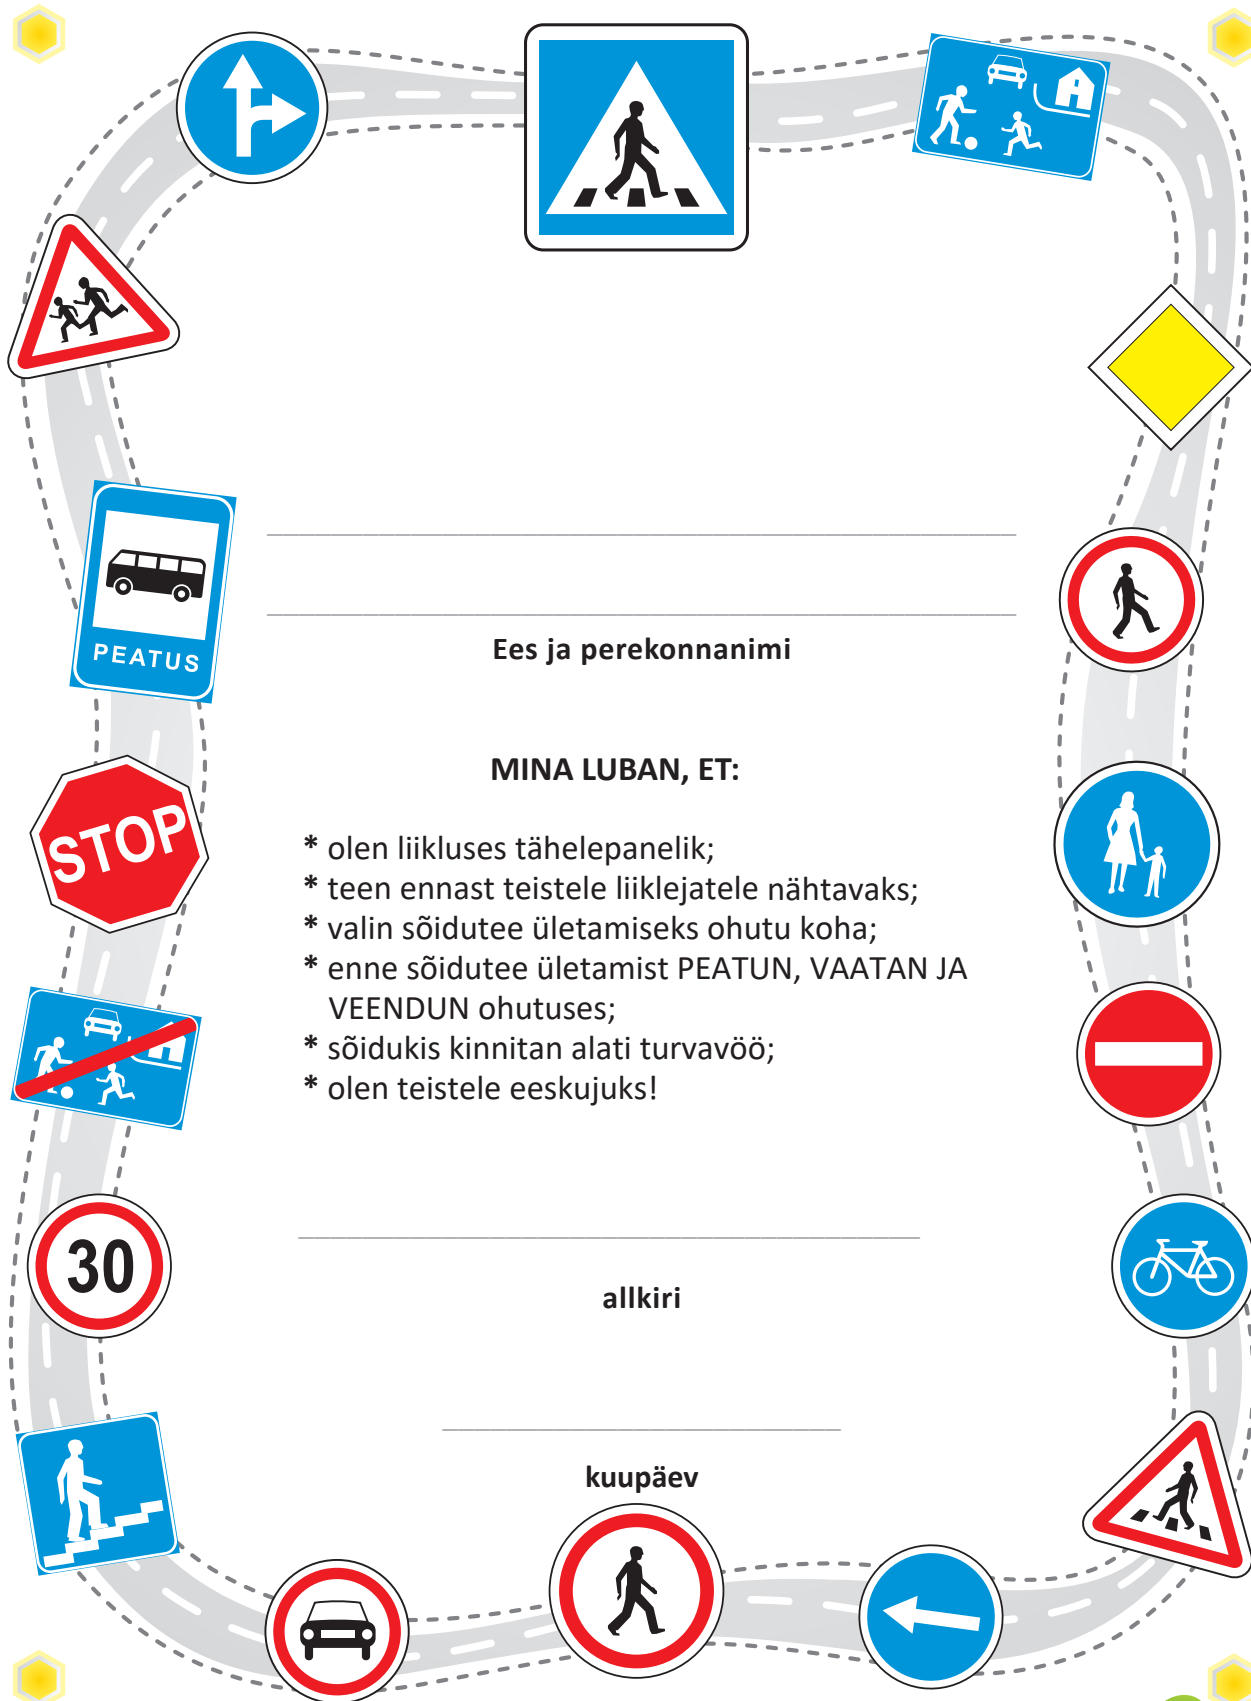 PEATUS
Ees ja perekonnanimi
MINA LUBAN, ET:
STOP
* olen liikluses tähelepanelik;
* teen ennast teistele liiklejatele nähtavaks;
* valin sõidutee ületamiseks ohutu koha;
* enne sõidutee ületamist PEATUN, VAATAN JA
VEENDUN ohutuses;
* sõidukis kinnitan alati turvavöö;
* olen teistele eeskujuks!
30
allkiri
kuupäev